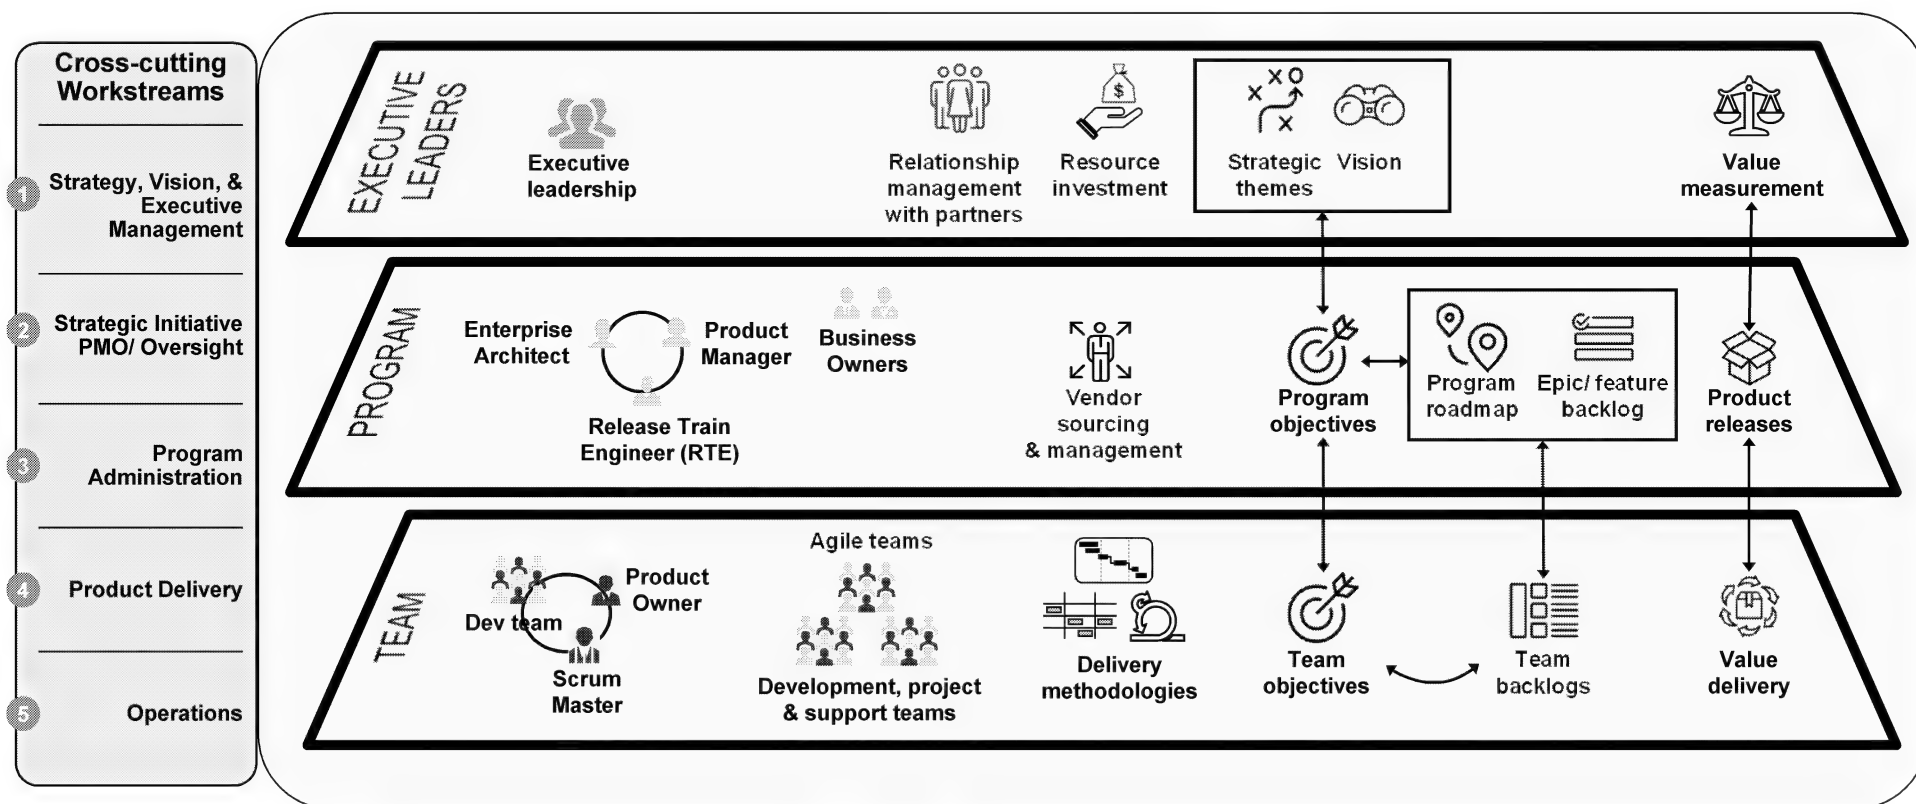 Cross-cutting
Workstreams
1
Strategy, Vision, &
Executive
Management
2
Strategic Initiative
PMO/ Oversight
3
Program
Administration
4
Product Delivery
5
Operations
EXECUTIVE
LEADERS
Executive
leadership
Relationship
management
with partners
$
Resource
investment
X O
X
X
Strategic
themes
Vision
Value
measurement
PROGRAM
Enterprise
Architect
Product
Manager
Release Train
Engineer (RTE)
Business
Owners
Vendor
sourcing
& management
Program
objectives
Program
roadmap
Epic/ feature
backlog
Product
releases
TEAM
Dev team
Product
Owner
Scrum
Master
Agile teams
Development, project
& support teams
Delivery
methodologies
Team
objectives
Team
backlogs
Value
delivery